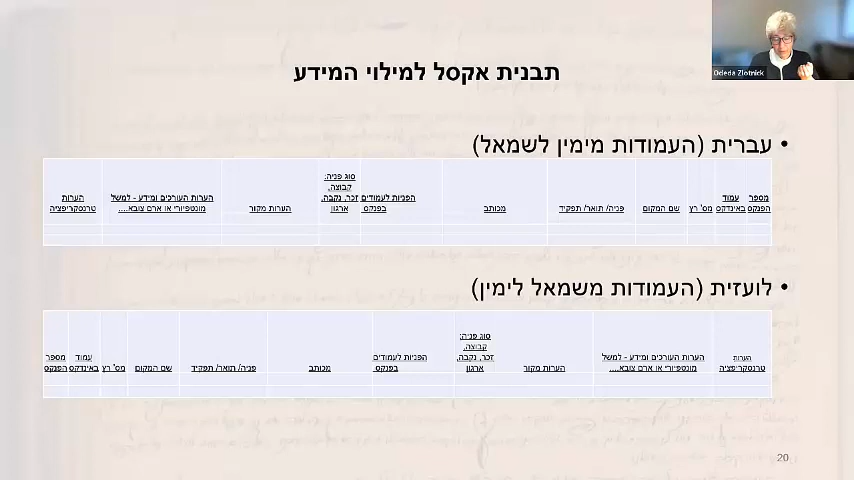 Odeda Zlotnick
תבנית אקסל למילוי המידע
• עברית (העמודות מימין לשמאל)
מספר הפנקס
עמוד באינדקס
מס' רץ
שם המקום
פניה/ תואר/ תפקיד
מכותב
הפניות לעמודים בפנקס
סוג פניה:
קבוצה,
זכר, נקבה,
ארגון
הערות מקור
הערות העורכים ומידע - למשל
מונטפיורי או ארם צובא....
הערות
טרנסקריפציה
• לועזית (העמודות משמאל לימין)
מספר הפנקס
עמוד באינדקס
מס' רץ
שם המקום
פניה/ תואר/ תפקיד
מכותב
הפניות לעמודים
בפנקס
סוג פניה:
קבוצה,
זכר, נקבה,
ארגון
הערות מקור
הערות העורכים ומידע - למשל
מונטפיורי או ארם צובא....
הערות
טרנסקריפציה
20